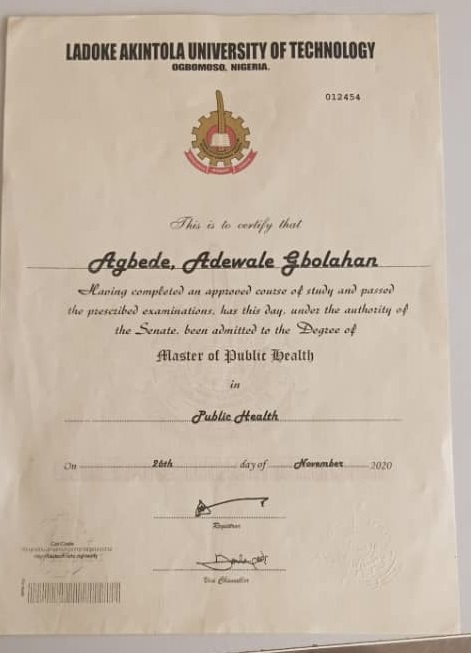 LADOKE AKINTOLA UNIVERSITY OF TECHNOLOGY
OGBOMOSO, NIGERIA.
012454
This is to certify that
Agbede, Adewale Gbolahan
Having completed an approved course of study and passed
the prescribed examinations, has this day, under the authority of
the Senate, been admitted to the Degree of
Master of Public Health
in
Public Health
On 26th day of November 2020
Registrar
Vice Chancellor
Cert Code: